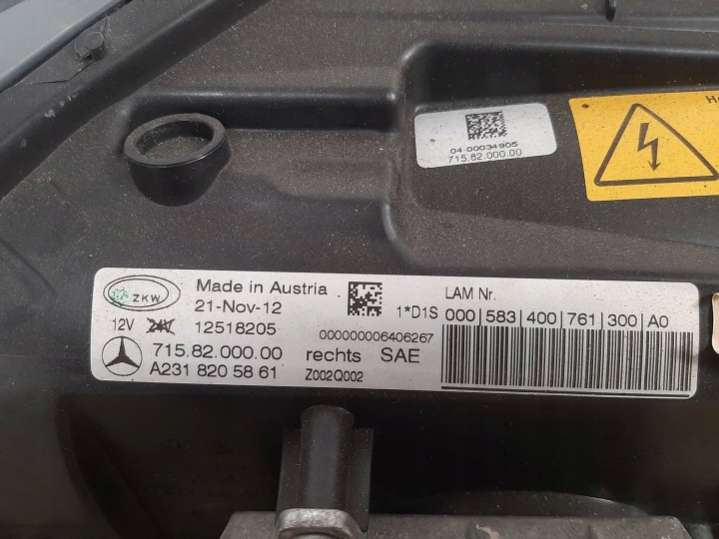 04 00034905
715.82.000.00
ZKW
Made in Austria
21-Nov-12
12V 24V 12518205
715.82.000.00
A231 820 58 61
000000006406267
rechts SAE
Z002Q002
1*D1S
LAM Nr.
000|583|400|761|300|A0